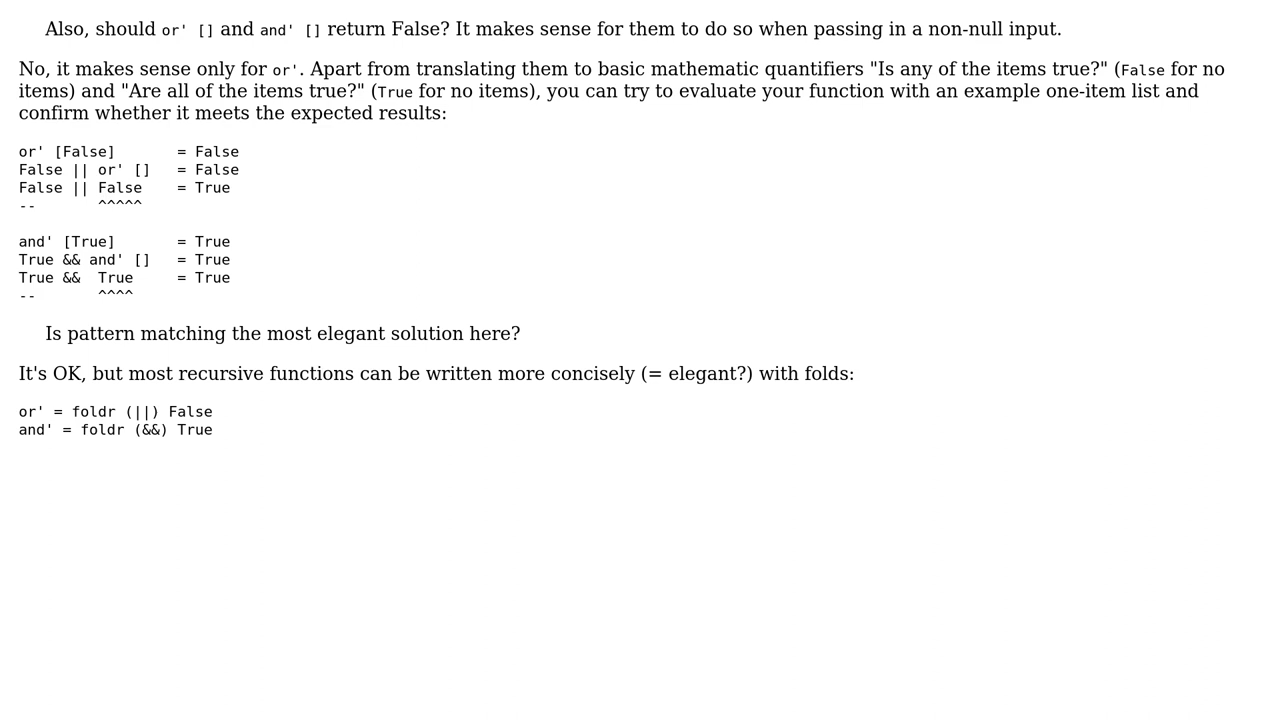 Also, should or' [] and and' [] return False? It makes sense for them to do so when passing in a non-null input.
No, it makes sense only for or'. Apart from translating them to basic mathematic quantifiers "Is any of the items true?" (False for no
items) and "Are all of the items true?" (True for no items), you can try to evaluate your function with an example one-item list and
confirm whether it meets the expected results:
or' [False]       = False
False || or' []   = False
False || False    = True
--       ^^^^^
and' [True]       = True
True && and' []   = True
True &&  True     = True
--       ^^^^
Is pattern matching the most elegant solution here?
It's OK, but most recursive functions can be written more concisely (= elegant?) with folds:
or' = foldr (||) False
and' = foldr (&&) True